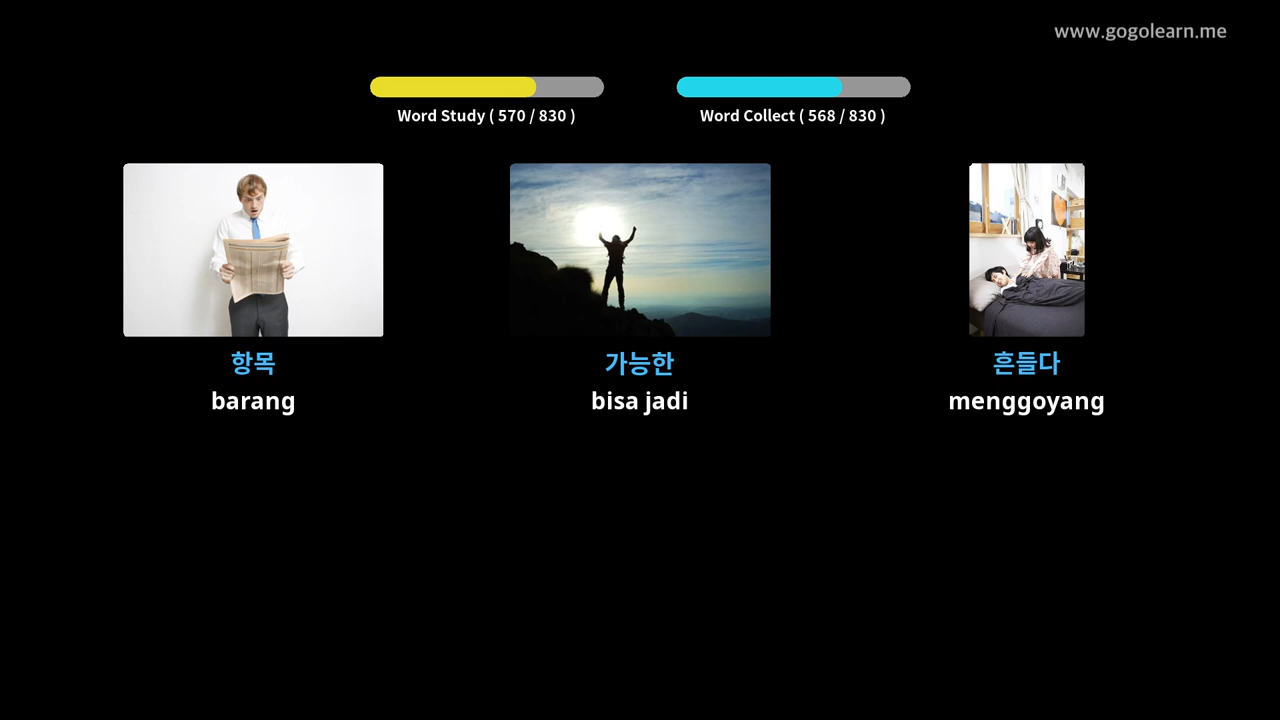 www.gogolearn.me
Word Study ( 570 / 830 )
Word Collect ( 568 / 830 )
항목
barang
가능한
bisa jadi
흔들다
menggoyang